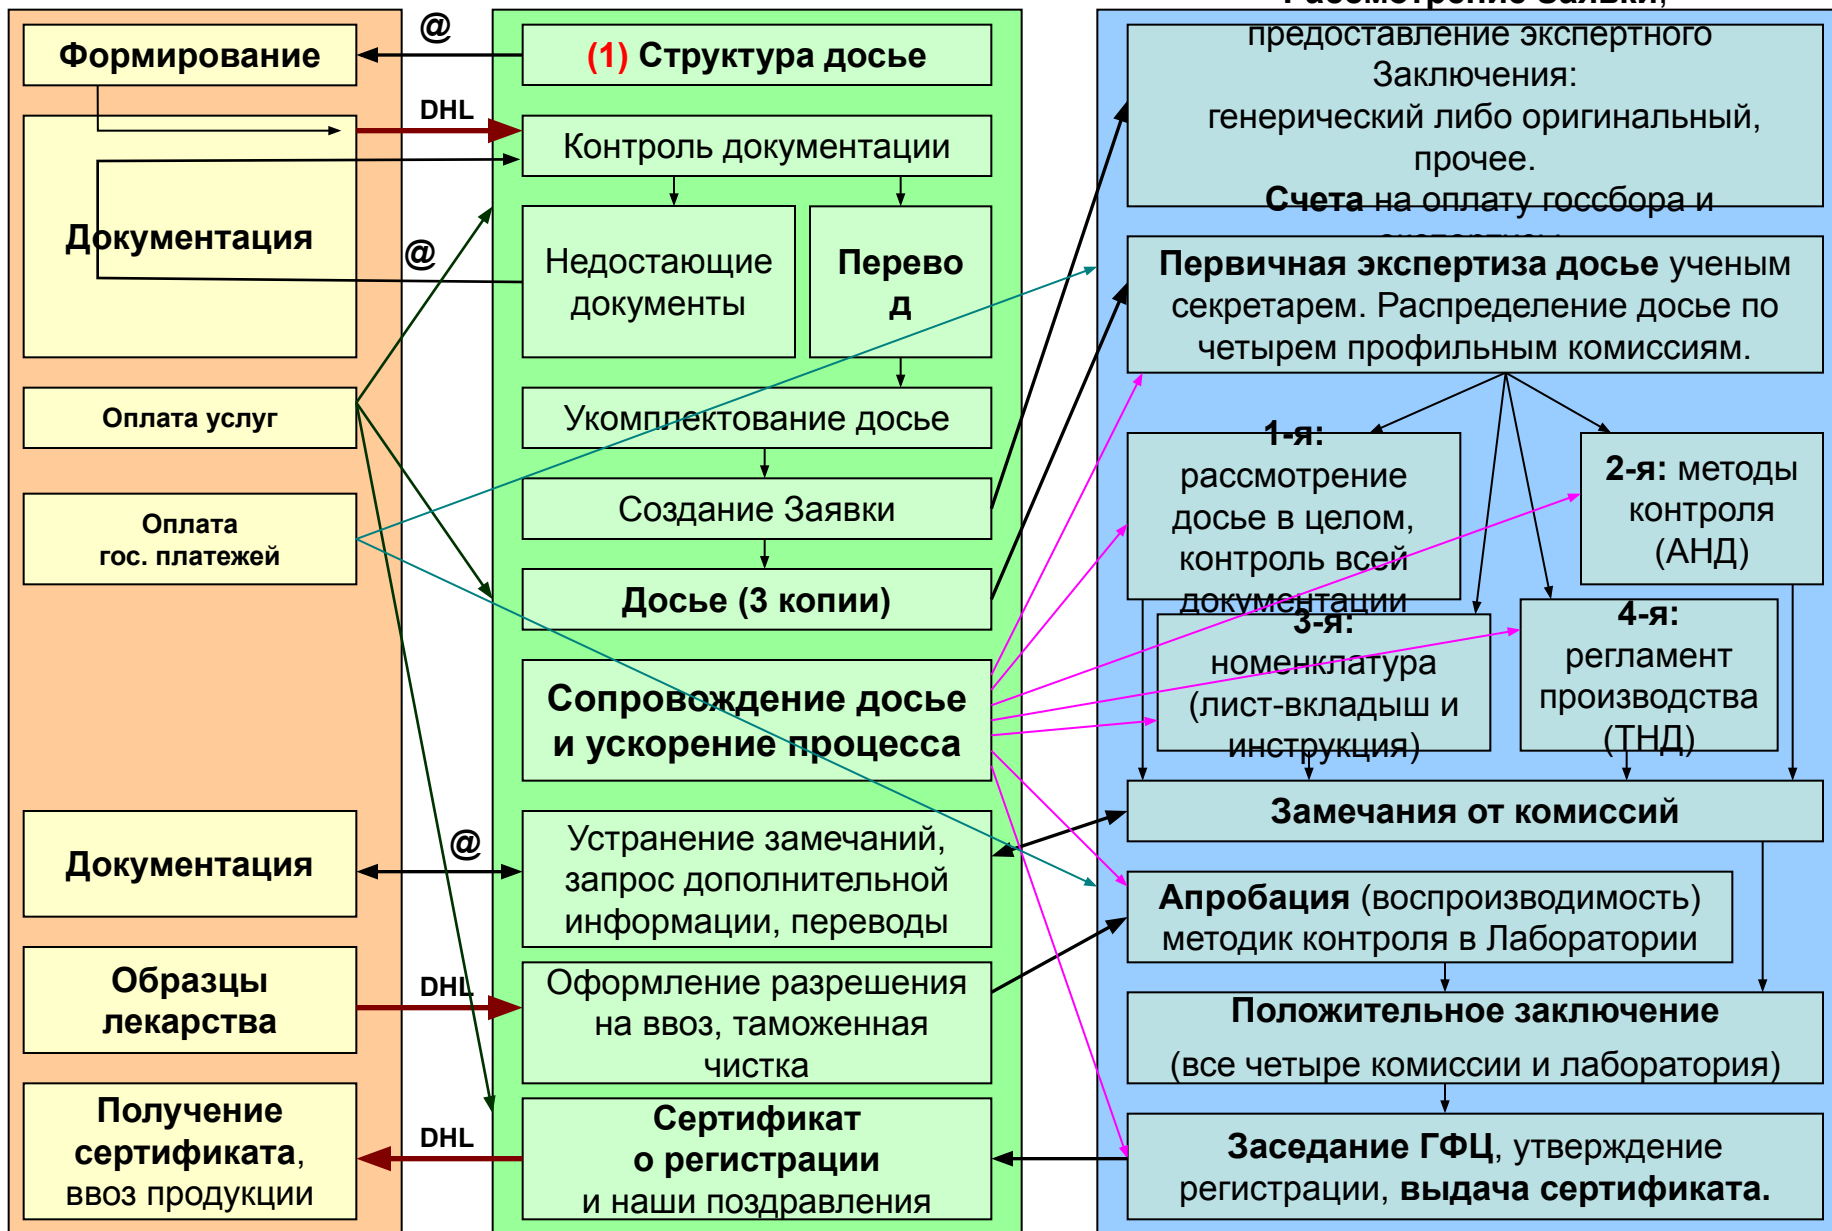 Формирование
Документация
Оплата услуг
Оплата
гос. платежей
Документация
Образцы
лекарства
Получение
сертификата,
ввоз продукции
@
DHL
@
@
DHL
DHL
(1) Структура досье
Контроль документации
Недостающие
документы
Перево
д
Укомплектование досье
Создание Заявки
Досье (3 копии)
Сопровождение досье
и ускорение процесса
Устранение замечаний,
запрос дополнительной
информации, переводы
Оформление разрешения
на ввоз, таможенная
чистка
Сертификат
о регистрации
и наши поздравления
Рассмотрение Заявки,
предоставление экспертного
Заключения:
генерический либо оригинальный,
прочее.
Счета на оплату госсбора и
Первичная экспертиза досье ученым
секретарем. Распределение досье по
четырем профильным комиссиям.
1-я:
рассмотрение
досье в целом,
контроль всей
документации
2-я: методы
контроля
(АНД)
3-я:
номенклатура
(лист-вкладыш и
инструкция)
4-я:
регламент
производства
(ТНД)
Замечания от комиссий
Апробация (воспроизводимость)
методик контроля в Лаборатории
Положительное заключение
(все четыре комиссии и лаборатория)
Заседание ГФЦ, утверждение
регистрации, выдача сертификата.